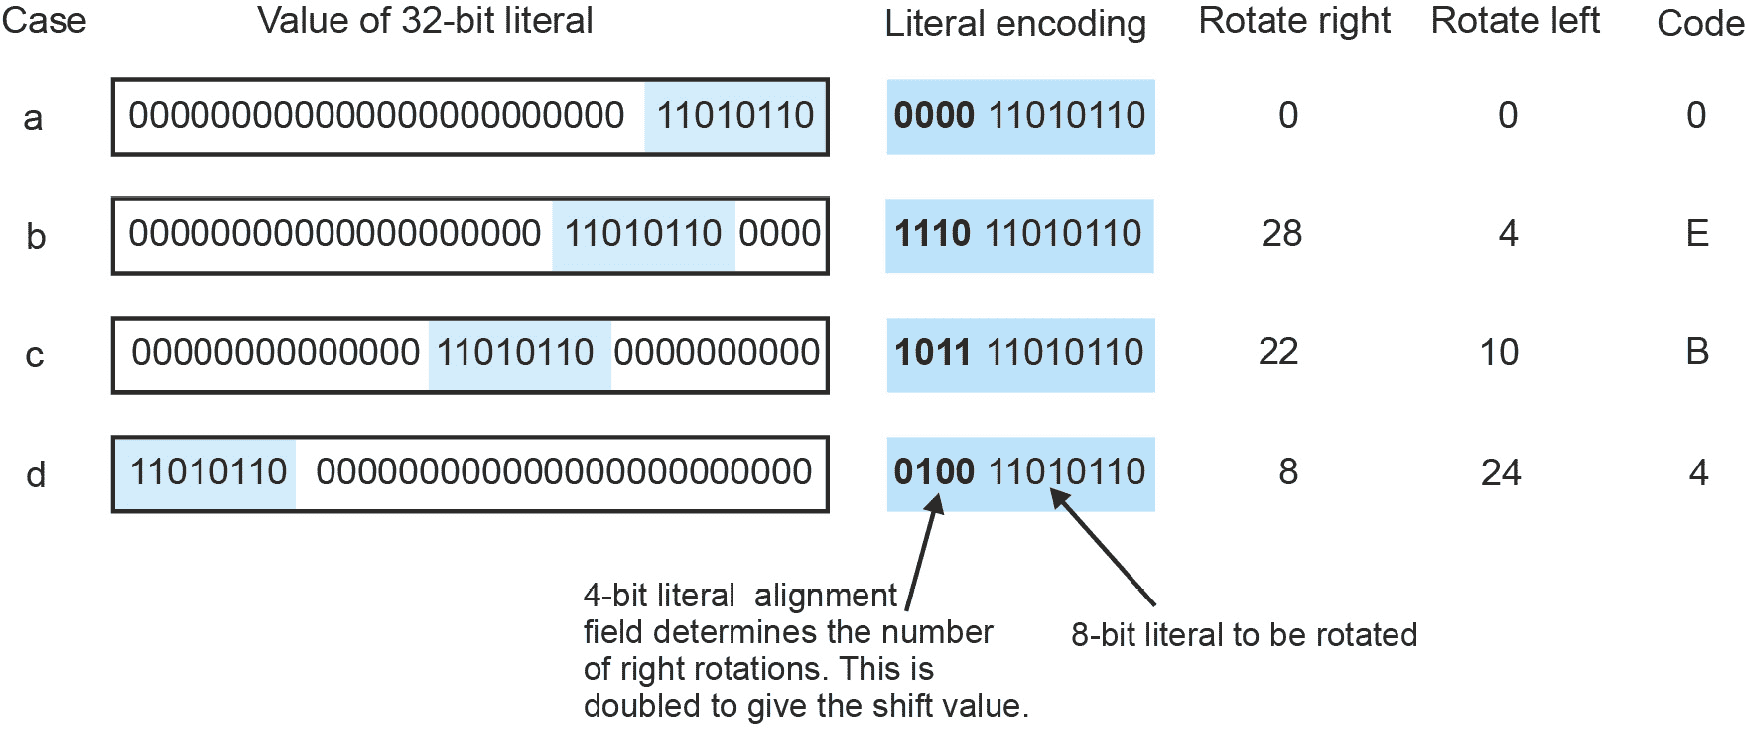 Case Value of 32-bit literal Literal encoding Rotate right Rotate left Code
a 000000000000000000000000 11010110 0000 11010110 0 0 0
b 00000000000000000000 11010110 0000 1110 11010110 28 4 E
c 00000000000000 11010110 0000000000 1011 11010110 22 10 B
d 11010110 000000000000000000000000 0100 11010110 8 24 4
4-bit literal alignment
field determines the number
of right rotations. This is
doubled to give the shift value.
8-bit literal to be rotated